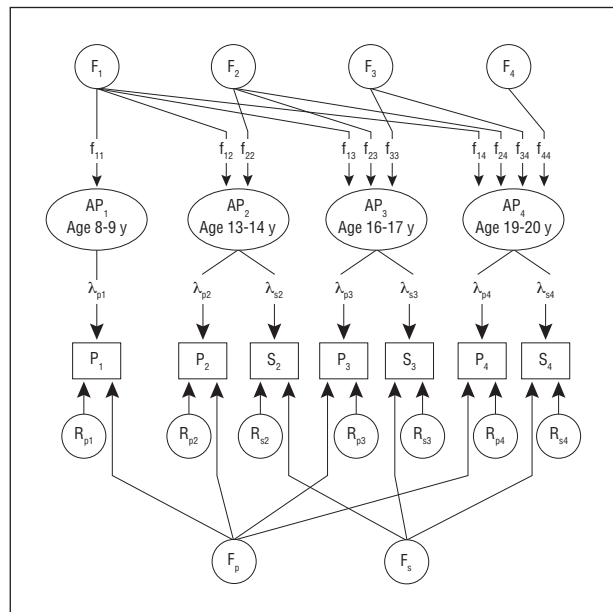 F₁ F₂ F₃ F₄
f₁₁ f₁₂ f₂₂ f₁₃ f₂₃ f₃₃ f₁₄ f₂₄ f₃₄ f₄₄
AP₁ AP₂ AP₃ AP₄
Age 8-9 y Age 13-14 y Age 16-17 y Age 19-20 y
λp1 λp2 λs2 λp3 λs3 λp4 λs4
P₁ P₂ S₂ P₃ S₃ P₄ S₄
Rp1 Rp2 Rs2 Rp3 Rs3 Rp4 Rs4
Fp Fs